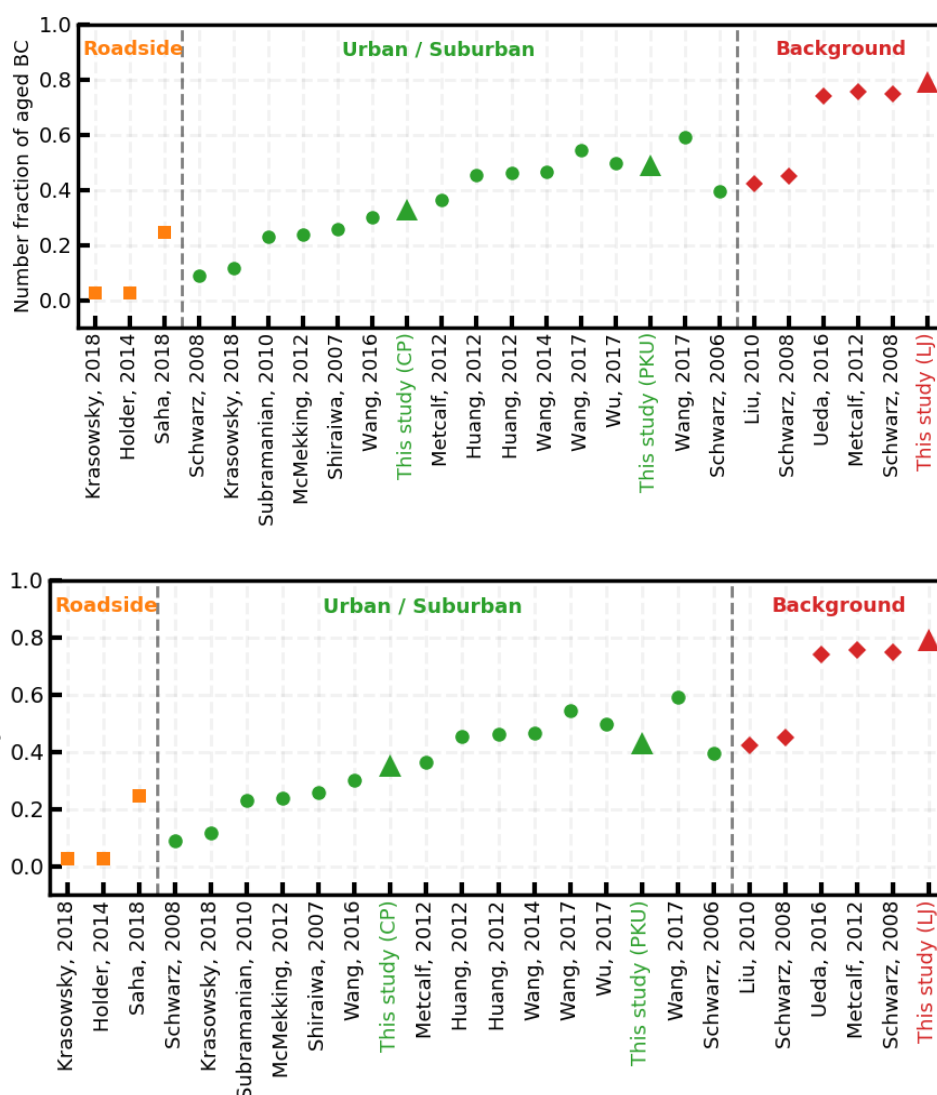 1.0
Roadside
Urban / Suburban
Background
0.8
0.6
0.4
0.2
0.0
Number fraction of aged BC
Krasowsky, 2018
Holder, 2014
Saha, 2018
Schwarz, 2008
Krasowsky, 2018
Subramanian, 2010
McMekking, 2012
Shiraiwa, 2007
Wang, 2016
This study (CP)
Metcalf, 2012
Huang, 2012
Huang, 2012
Wang, 2014
Wang, 2017
Wu, 2017
This study (PKU)
Wang, 2017
Schwarz, 2006
Liu, 2010
Schwarz, 2008
Ueda, 2016
Metcalf, 2012
Schwarz, 2008
This study (LJ)
1.0
Roadside
Urban / Suburban
Background
0.8
0.6
0.4
0.2
0.0
Krasowsky, 2018
Holder, 2014
Saha, 2018
Schwarz, 2008
Krasowsky, 2018
Subramanian, 2010
McMekking, 2012
Shiraiwa, 2007
Wang, 2016
This study (CP)
Metcalf, 2012
Huang, 2012
Huang, 2012
Wang, 2014
Wang, 2017
Wu, 2017
This study (PKU)
Wang, 2017
Schwarz, 2006
Liu, 2010
Schwarz, 2008
Ueda, 2016
Metcalf, 2012
Schwarz, 2008
This study (LJ)